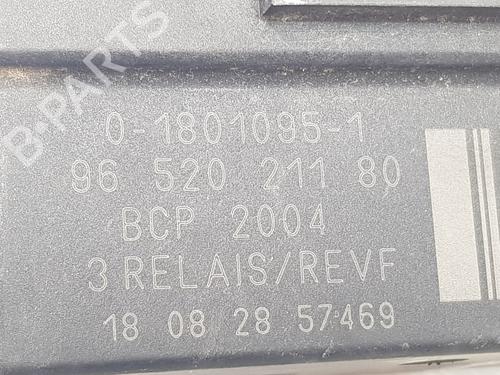 B-PARTS
0-1801095-1
96 520 211 80
BCP 2004
3 RELAIS/REVF
18 08 28 57469